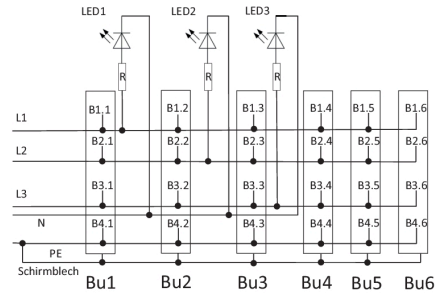 LED1 LED2 LED3
R R R
B1.1 B1.2 B1.3 B1.4 B1.5 B1.6
L1
B2.1 B2.2 B2.3 B2.4 B2.5 B2.6
L2
B3.1 B3.2 B3.3 B3.4 B3.5 B3.6
L3
N
B4.1 B4.2 B4.3 B4.4 B4.5 B4.6
PE
Schirmblech
Bu1 Bu2 Bu3 Bu4 Bu5 Bu6